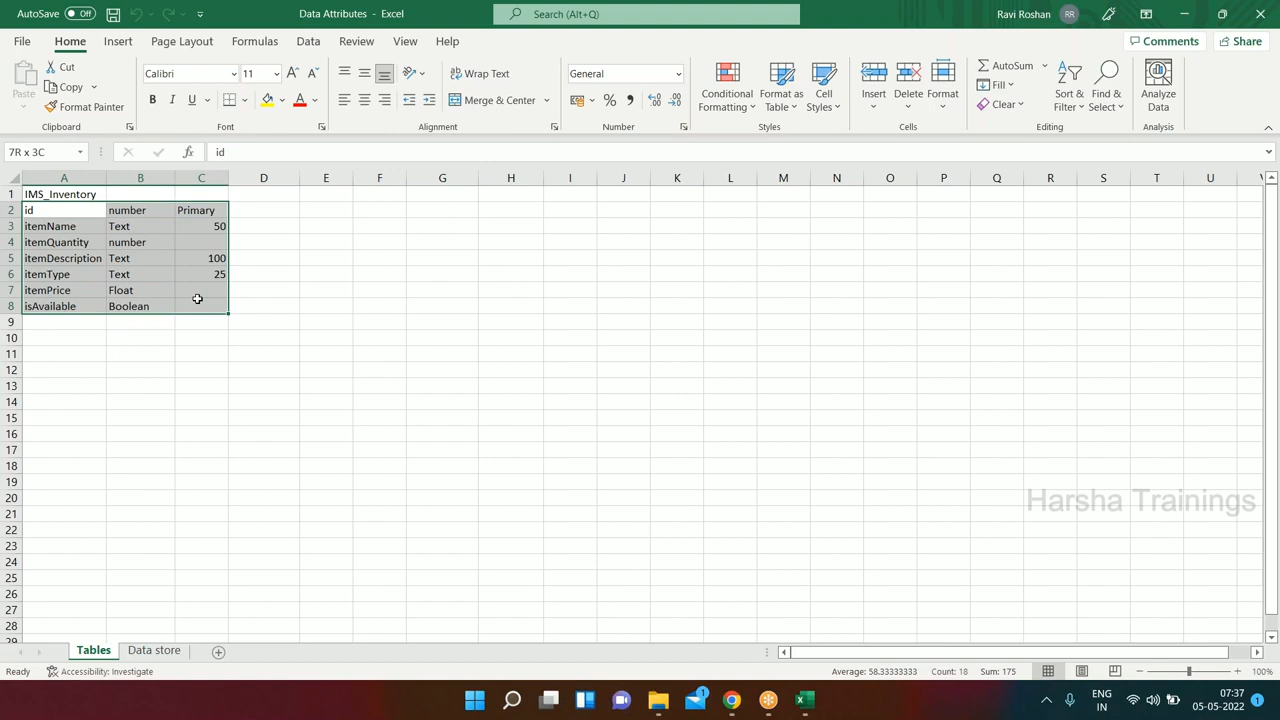 AutoSave Off Data Attributes - Excel Search (Alt+Q) Ravi Roshan RR
File Home Insert Page Layout Formulas Data Review View Help Comments Share
Paste Cut Copy Format Painter Clipboard
Calibri 11 B I U A Font
Wrap Text Merge & Center Alignment
General % , Number
Conditional Formatting Format as Table Cell Styles Styles
Insert Delete Format Cells
AutoSum Fill Clear Sort & Filter Find & Select Editing
Analyze Data Analysis
7R x 3C fx id
A B C D E F G H I J K L M N O P Q R S T U
1 IMS_Inventory
2 id number Primary
3 itemName Text 50
4 itemQuantity number
5 itemDescription Text 100
6 itemType Text 25
7 itemPrice Float
8 isAvailable Boolean
9
10
11
12
13
14
15
16
17
18
19
20
21
22
23
24
25
26
27
28
29
Harsha Trainings
Tables Data store
Ready Accessibility: Investigate Average: 58.33333333 Count: 18 Sum: 175 100%
1 ENG IN 07:37 05-05-2022 1